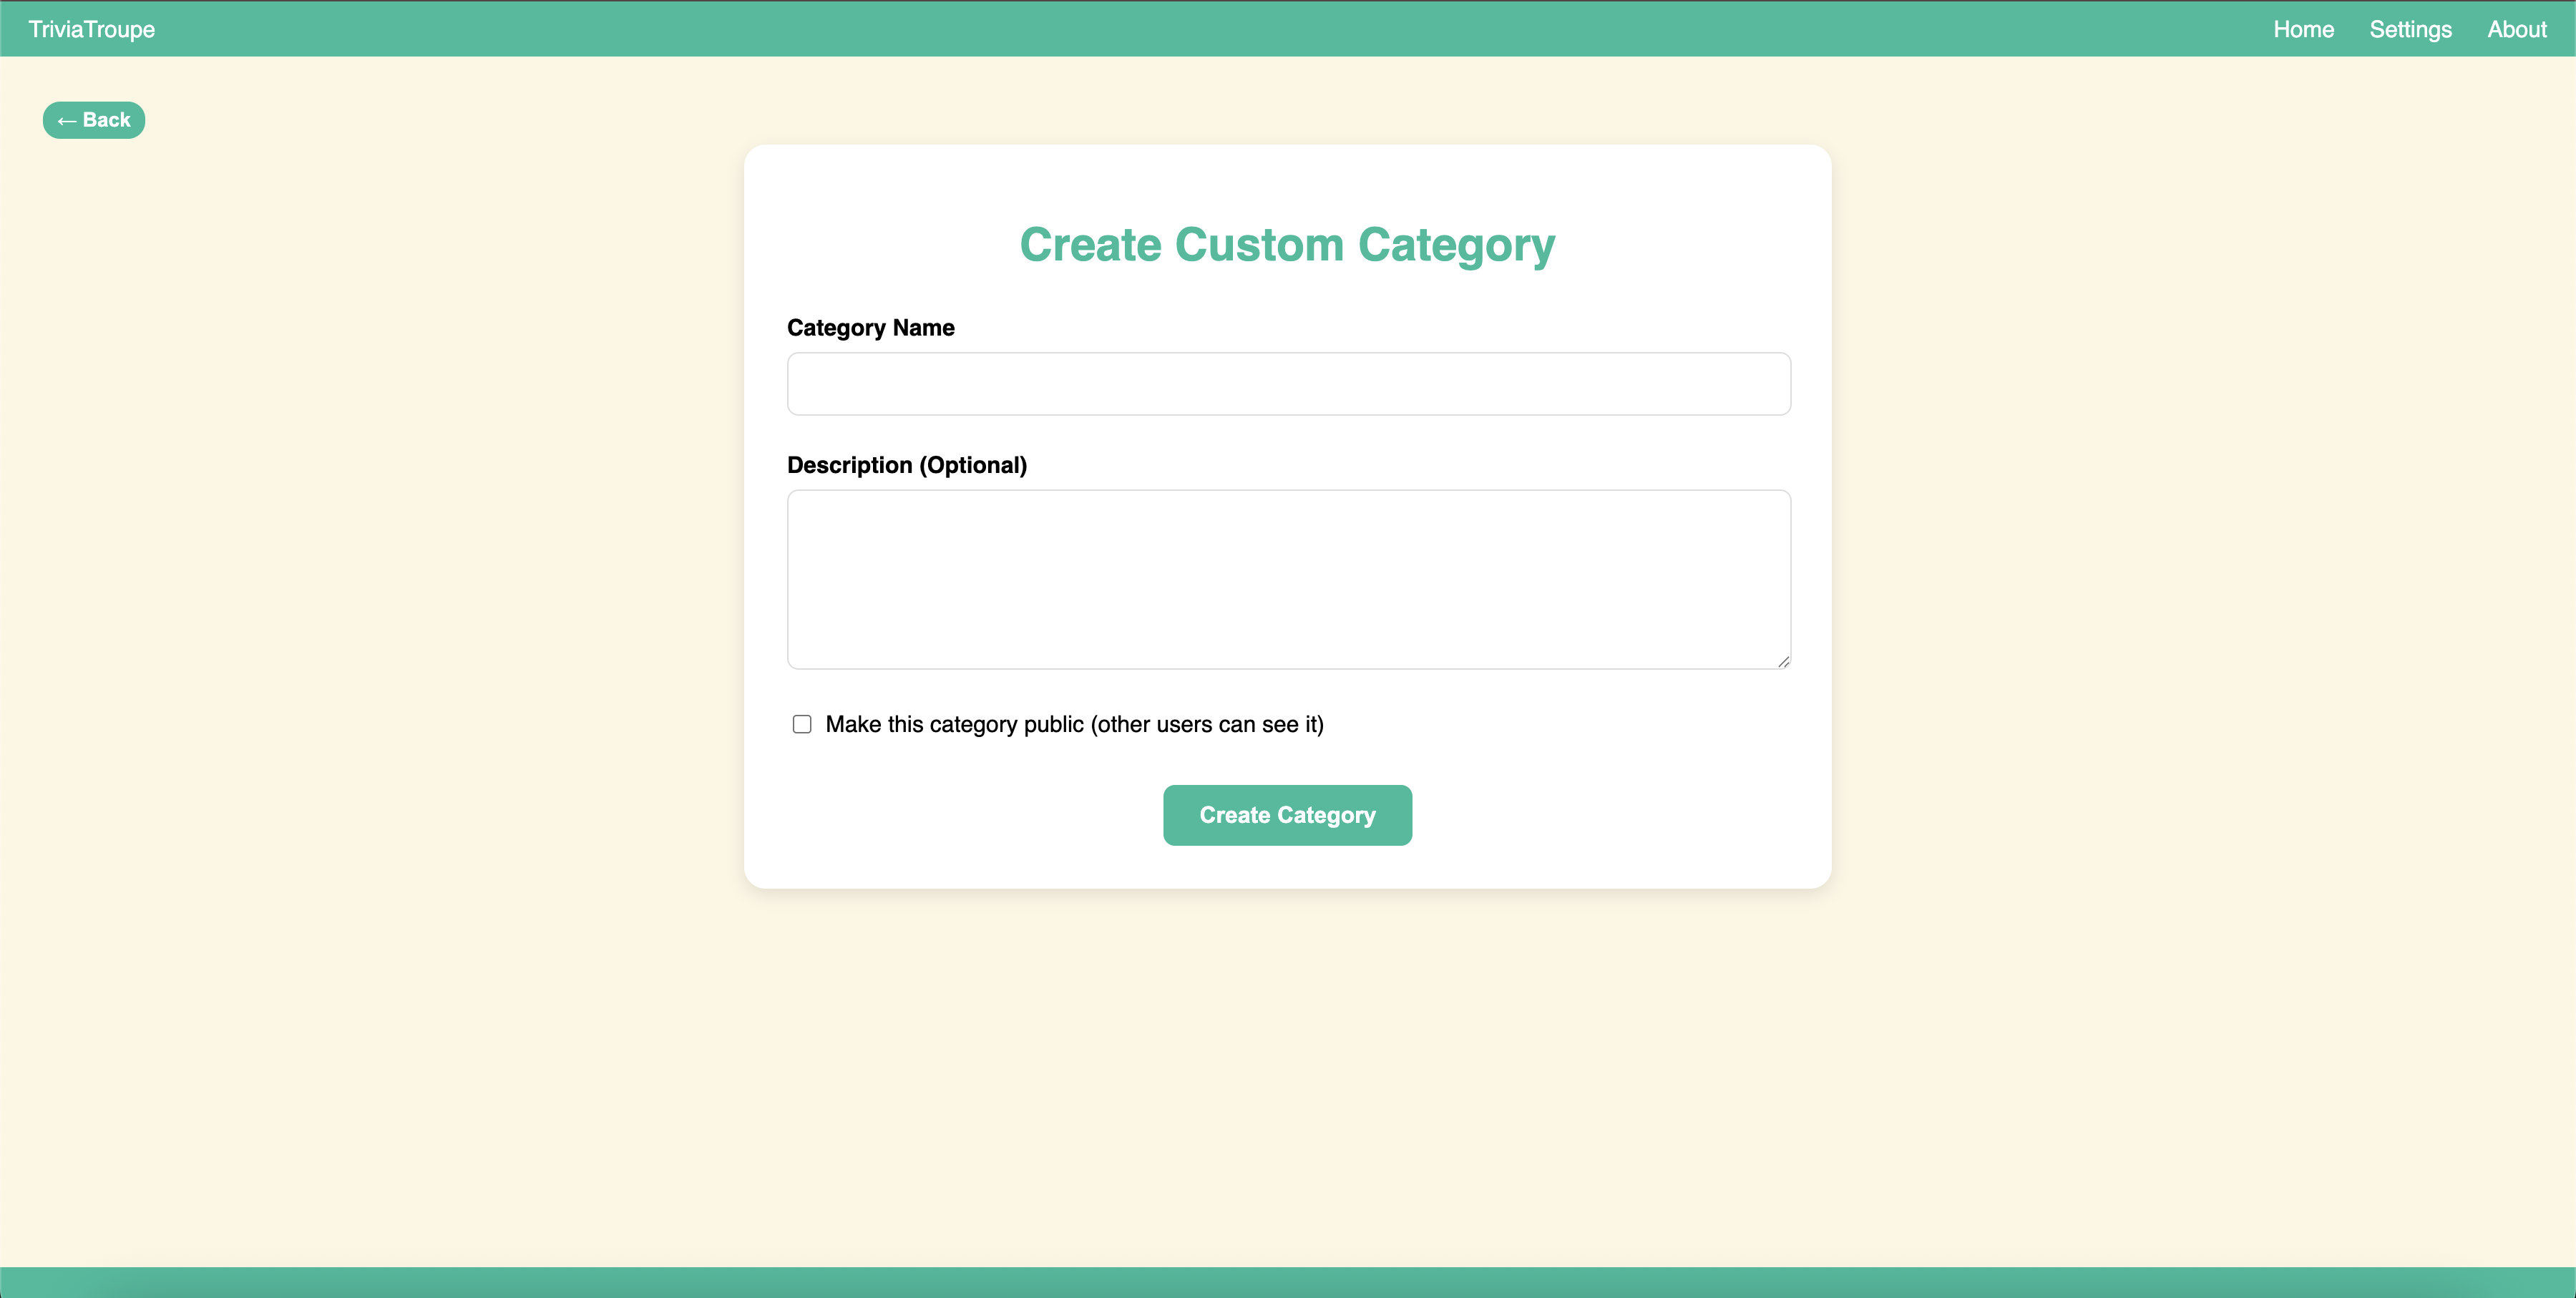 TriviaTroupe
Home Settings About
← Back
Create Custom Category
Category Name
Description (Optional)
Make this category public (other users can see it)
Create Category